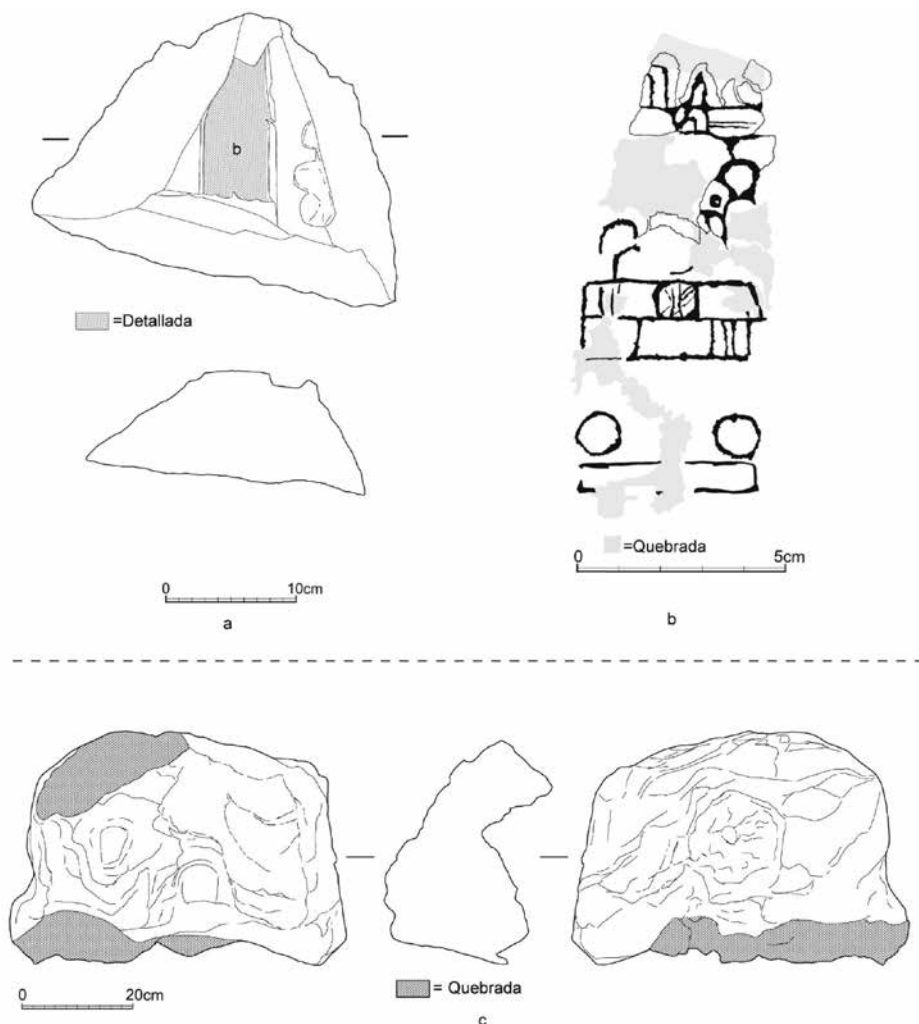 b
=Detallada
0 10cm
a
=Quebrada
0 5cm
b
0 20cm
= Quebrada
c